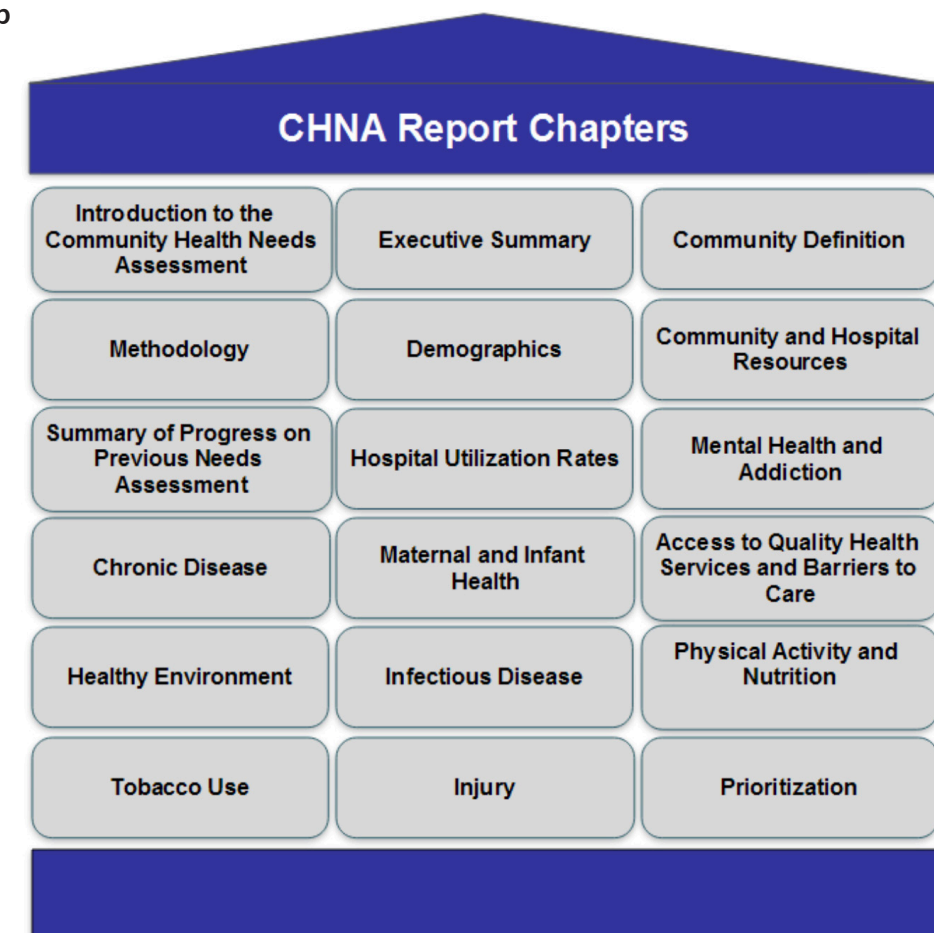 p
CHNA Report Chapters
Introduction to the
Community Health Needs
Assessment
Executive Summary
Community Definition
Methodology
Demographics
Community and Hospital
Resources
Summary of Progress on
Previous Needs
Assessment
Hospital Utilization Rates
Mental Health and
Addiction
Chronic Disease
Maternal and Infant
Health
Access to Quality Health
Services and Barriers to
Care
Healthy Environment
Infectious Disease
Physical Activity and
Nutrition
Tobacco Use
Injury
Prioritization